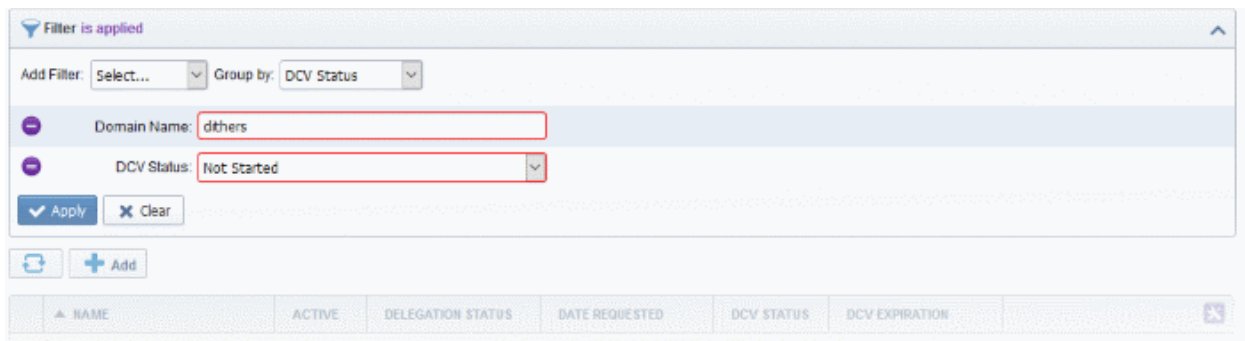 Filter is applied
Add Filter: Select... Group by: DCV Status
Domain Name: dithers
DCV Status: Not Started
Apply Clear
Add
NAME ACTIVE DELEGATION STATUS DATE REQUESTED DCV STATUS DCV EXPIRATION